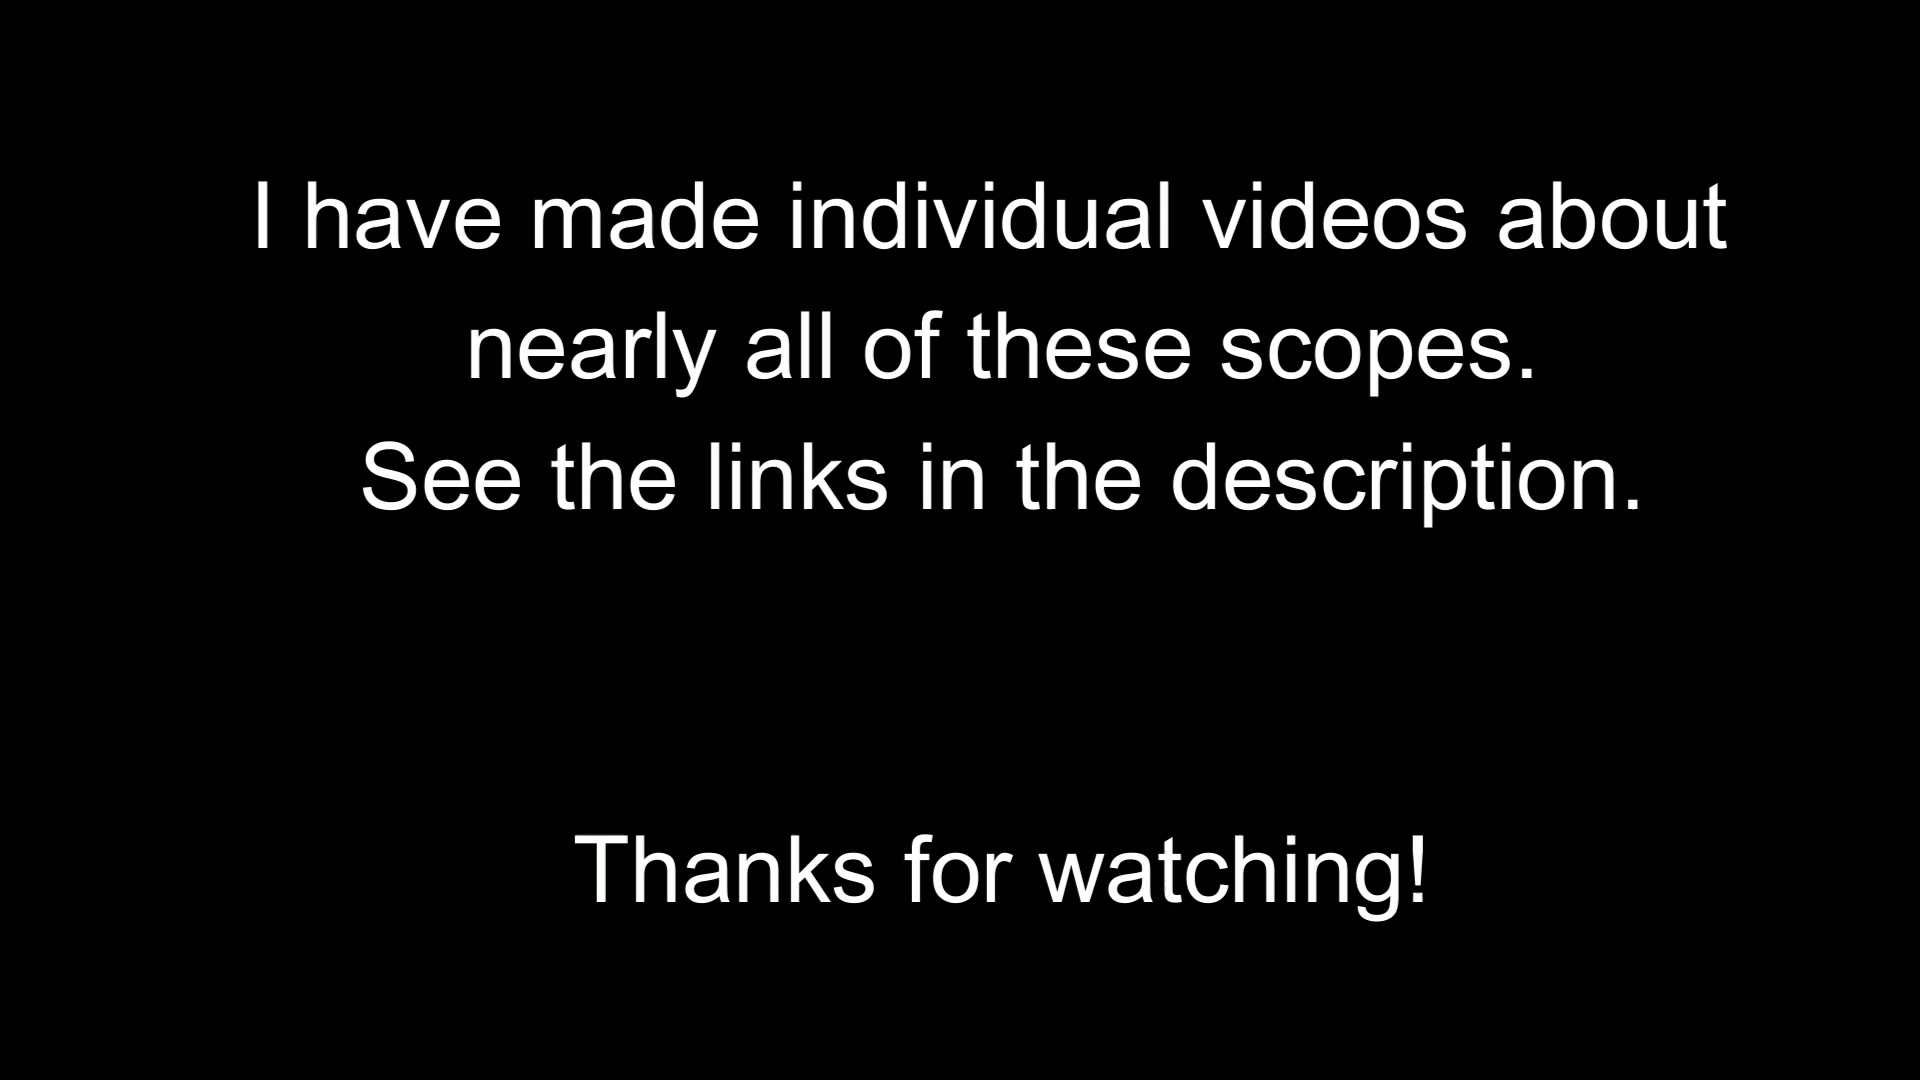 I have made individual videos about
nearly all of these scopes.
See the links in the description.
Thanks for watching!